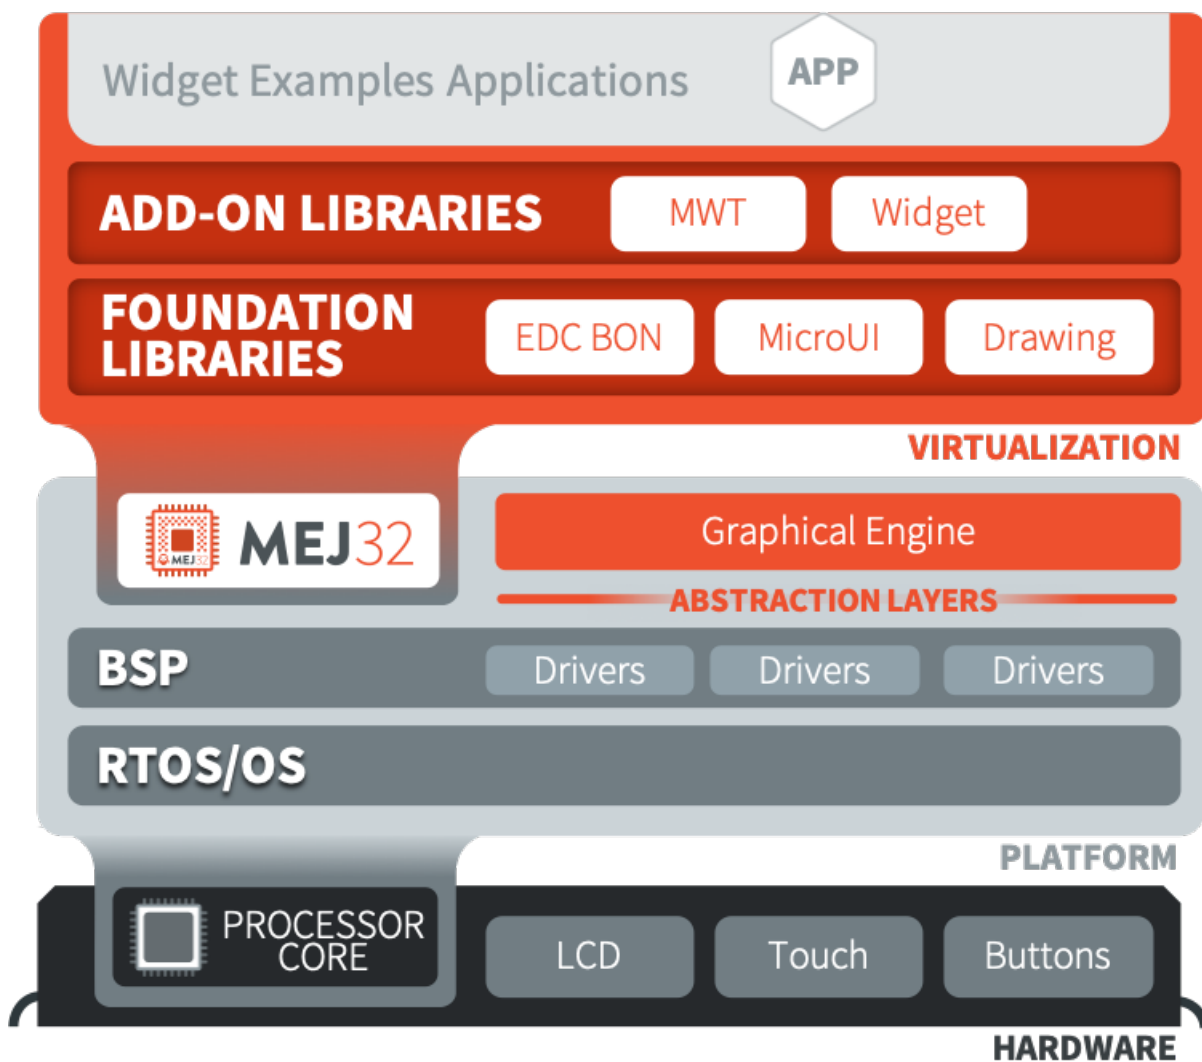 Widget Examples Applications
APP
ADD-ON LIBRARIES
MWT
Widget
FOUNDATION
LIBRARIES
EDC BON
MicroUI
Drawing
VIRTUALIZATION
MEJ32
MEJ32
Graphical Engine
ABSTRACTION LAYERS
BSP
Drivers
Drivers
Drivers
RTOS/OS
PLATFORM
PROCESSOR
CORE
LCD
Touch
Buttons
HARDWARE